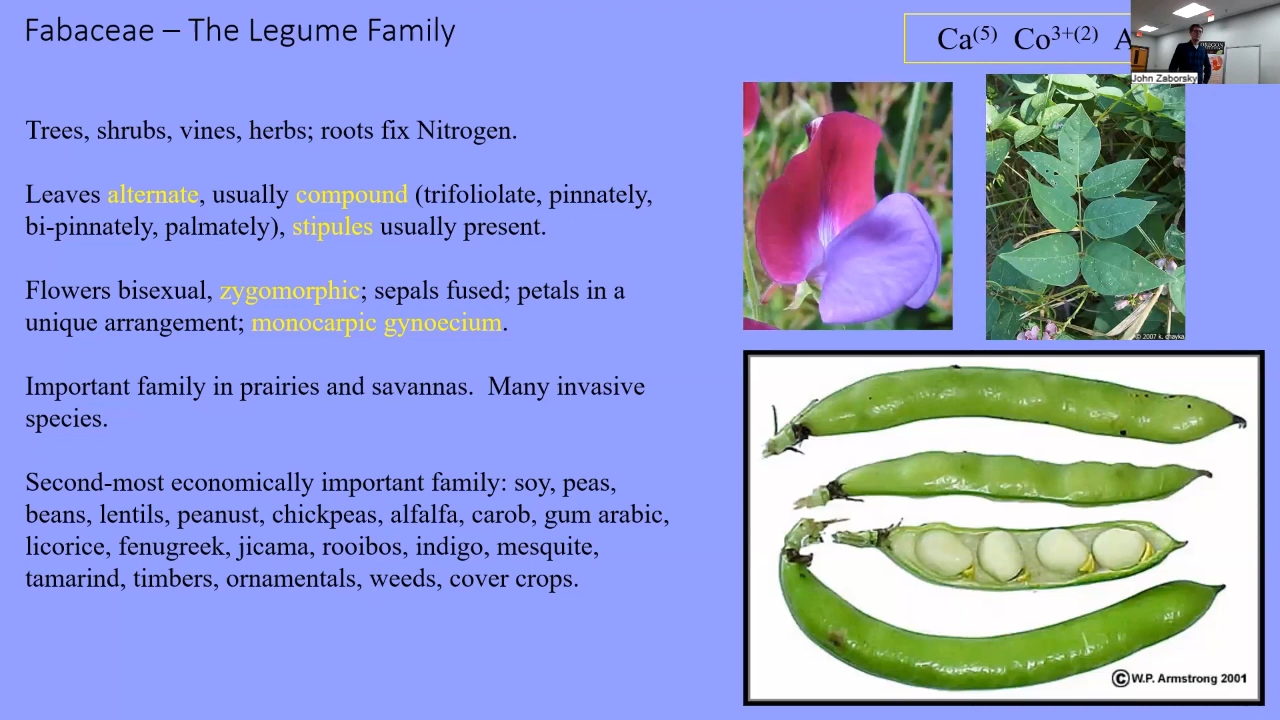 Fabaceae – The Legume Family
Ca⁽⁵⁾ Co³⁺⁽²⁾ A
John Zaborsky
Trees, shrubs, vines, herbs; roots fix Nitrogen.
Leaves alternate, usually compound (trifoliolate, pinnately,
bi-pinnately, palmately), stipules usually present.
Flowers bisexual, zygomorphic; sepals fused; petals in a
unique arrangement; monocarpic gynoecium.
Important family in prairies and savannas. Many invasive
species.
Second-most economically important family: soy, peas,
beans, lentils, peanust, chickpeas, alfalfa, carob, gum arabic,
licorice, fenugreek, jicama, rooibos, indigo, mesquite,
tamarind, timbers, ornamentals, weeds, cover crops.
© 2007 k. chayka
©W.P. Armstrong 2001